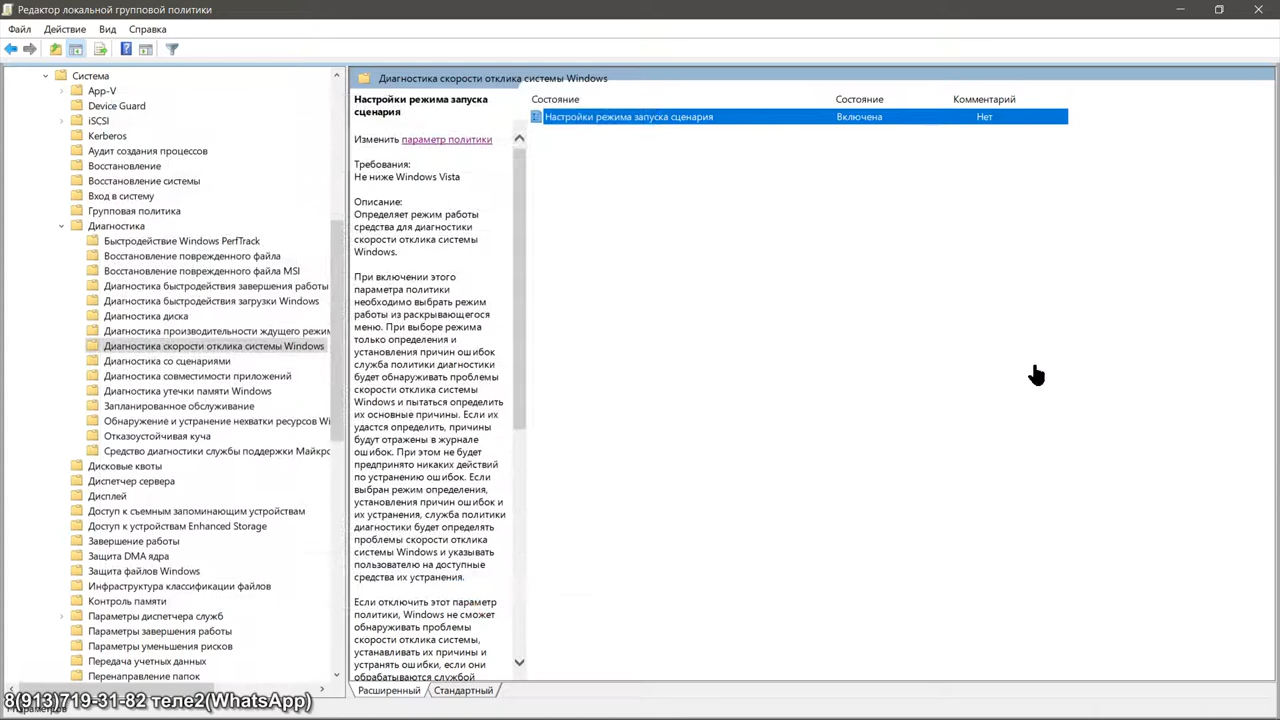 Редактор локальной групповой политики
Файл Действие Вид Справка
Система
App-V
Device Guard
iSCSI
Kerberos
Аудит создания процессов
Восстановление
Восстановление системы
Вход в систему
Групповая политика
Диагностика
Быстродействие Windows PerfTrack
Восстановление поврежденного файла
Восстановление поврежденного файла MSI
Диагностика быстродействия завершения работы
Диагностика быстродействия загрузки Windows
Диагностика диска
Диагностика производительности ждущего режим
Диагностика скорости отклика системы Windows
Диагностика со сценариями
Диагностика совместимости приложений
Диагностика утечки памяти Windows
Запланированное обслуживание
Обнаружение и устранение нехватки ресурсов Wi
Отказоустойчивая куча
Средство диагностики службы поддержки Майкро
Дисковые квоты
Диспетчер сервера
Дисплей
Доступ к съемным запоминающим устройствам
Доступ к устройствам Enhanced Storage
Завершение работы
Защита DMA ядра
Защита файлов Windows
Инфраструктура классификации файлов
Контроль памяти
Параметры диспетчера служб
Параметры завершения работы
Параметры уменьшения рисков
Передача учетных данных
Перенаправление папок
8(913)719-31-82 теле2(WhatsApp)
Диагностика скорости отклика системы Windows
Настройки режима запуска
сценария
Изменить параметр политики
Требования:
Не ниже Windows Vista
Описание:
Определяет режим работы
средства для диагностики
скорости отклика системы
Windows.
При включении этого
параметра политики
необходимо выбрать режим
работы из раскрывающегося
меню. При выборе режима
только определения и
установления причин ошибок
служба политики диагностики
будет обнаруживать проблемы
скорости отклика системы
Windows и пытаться определить
их основные причины. Если их
удастся определить, причины
будут отражены в журнале
ошибок. При этом не будет
предпринято никаких действий
по устранению ошибок. Если
выбран режим определения,
установления причин ошибок и
их устранения, служба политики
диагностики будет определять
проблемы скорости отклика
системы Windows и указывать
пользователю на доступные
средства их устранения.
Если отключить этот параметр
политики, Windows не сможет
обнаруживать проблемы
скорости отклика системы,
устанавливать их причины и
устранять ошибки, если они
обрабатываются службой
Состояние Состояние Комментарий
Настройки режима запуска сценария Включена Нет
Расширенный Стандартный